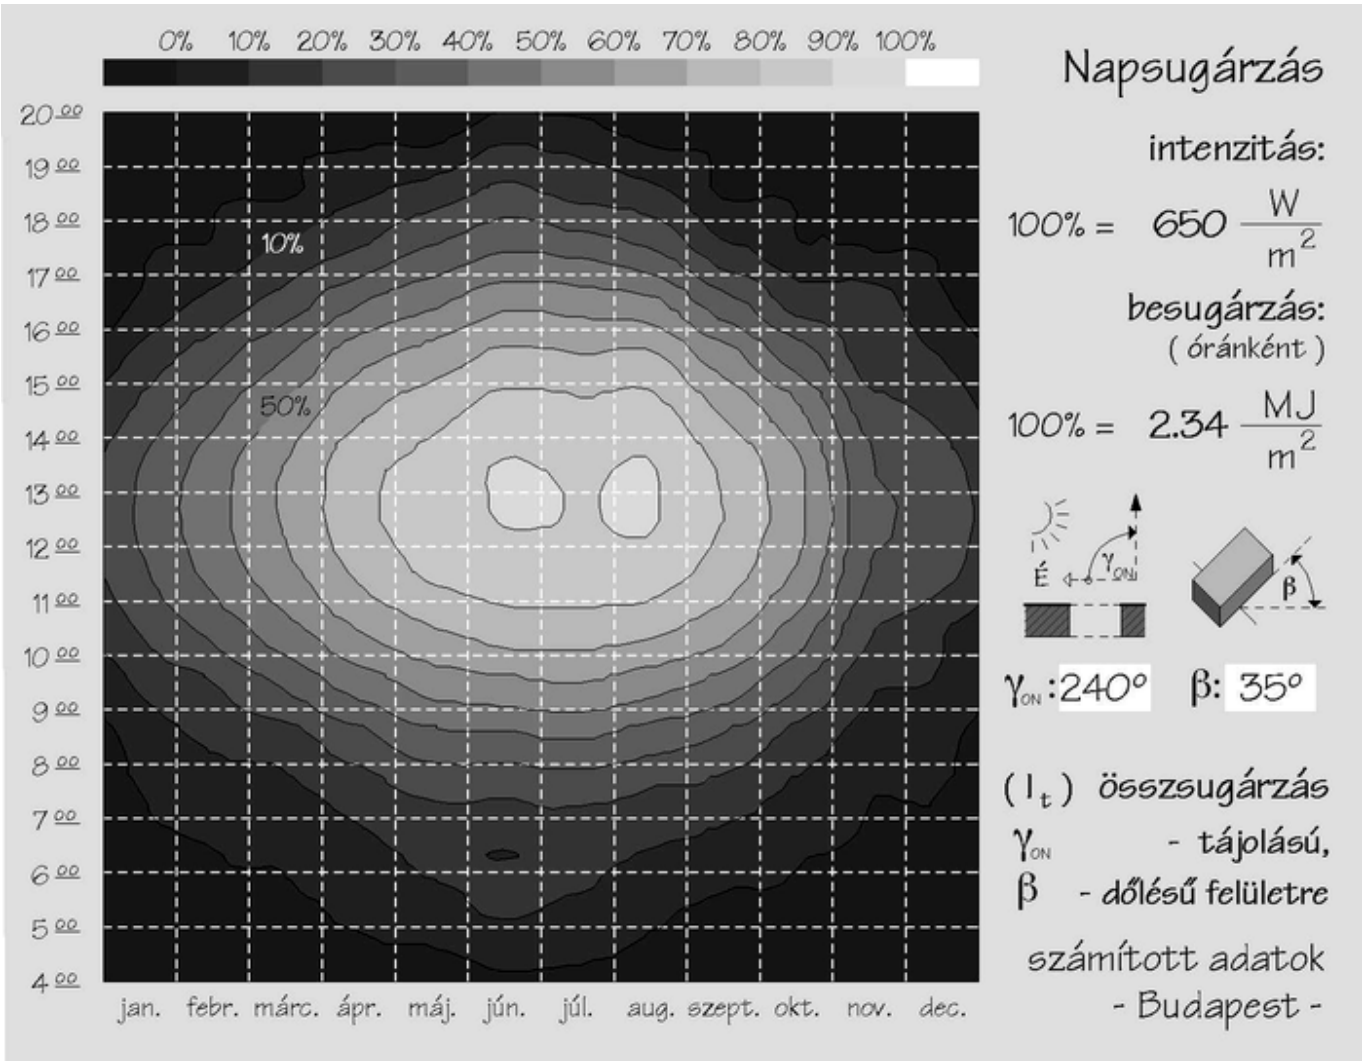 0% 10% 20% 30% 40% 50% 60% 70% 80% 90% 100%
20 00
19 00
18 00
17 00
16 00
15 00
14 00
13 00
12 00
11 00
10 00
9 00
8 00
7 00
6 00
5 00
4 00
10%
50%
jan. febr. márc. ápr. máj. jún. júl. aug. szept. okt. nov. dec.
Napsugárzás
intenzitás:
100% = 650 W/m²
besugárzás:
( óránként )
100% = 2.34 MJ/m²
É γON β
γON : 240° β: 35°
( I t ) összsugárzás
γON - tájolású,
β - dőlésű felületre
számított adatok
- Budapest -